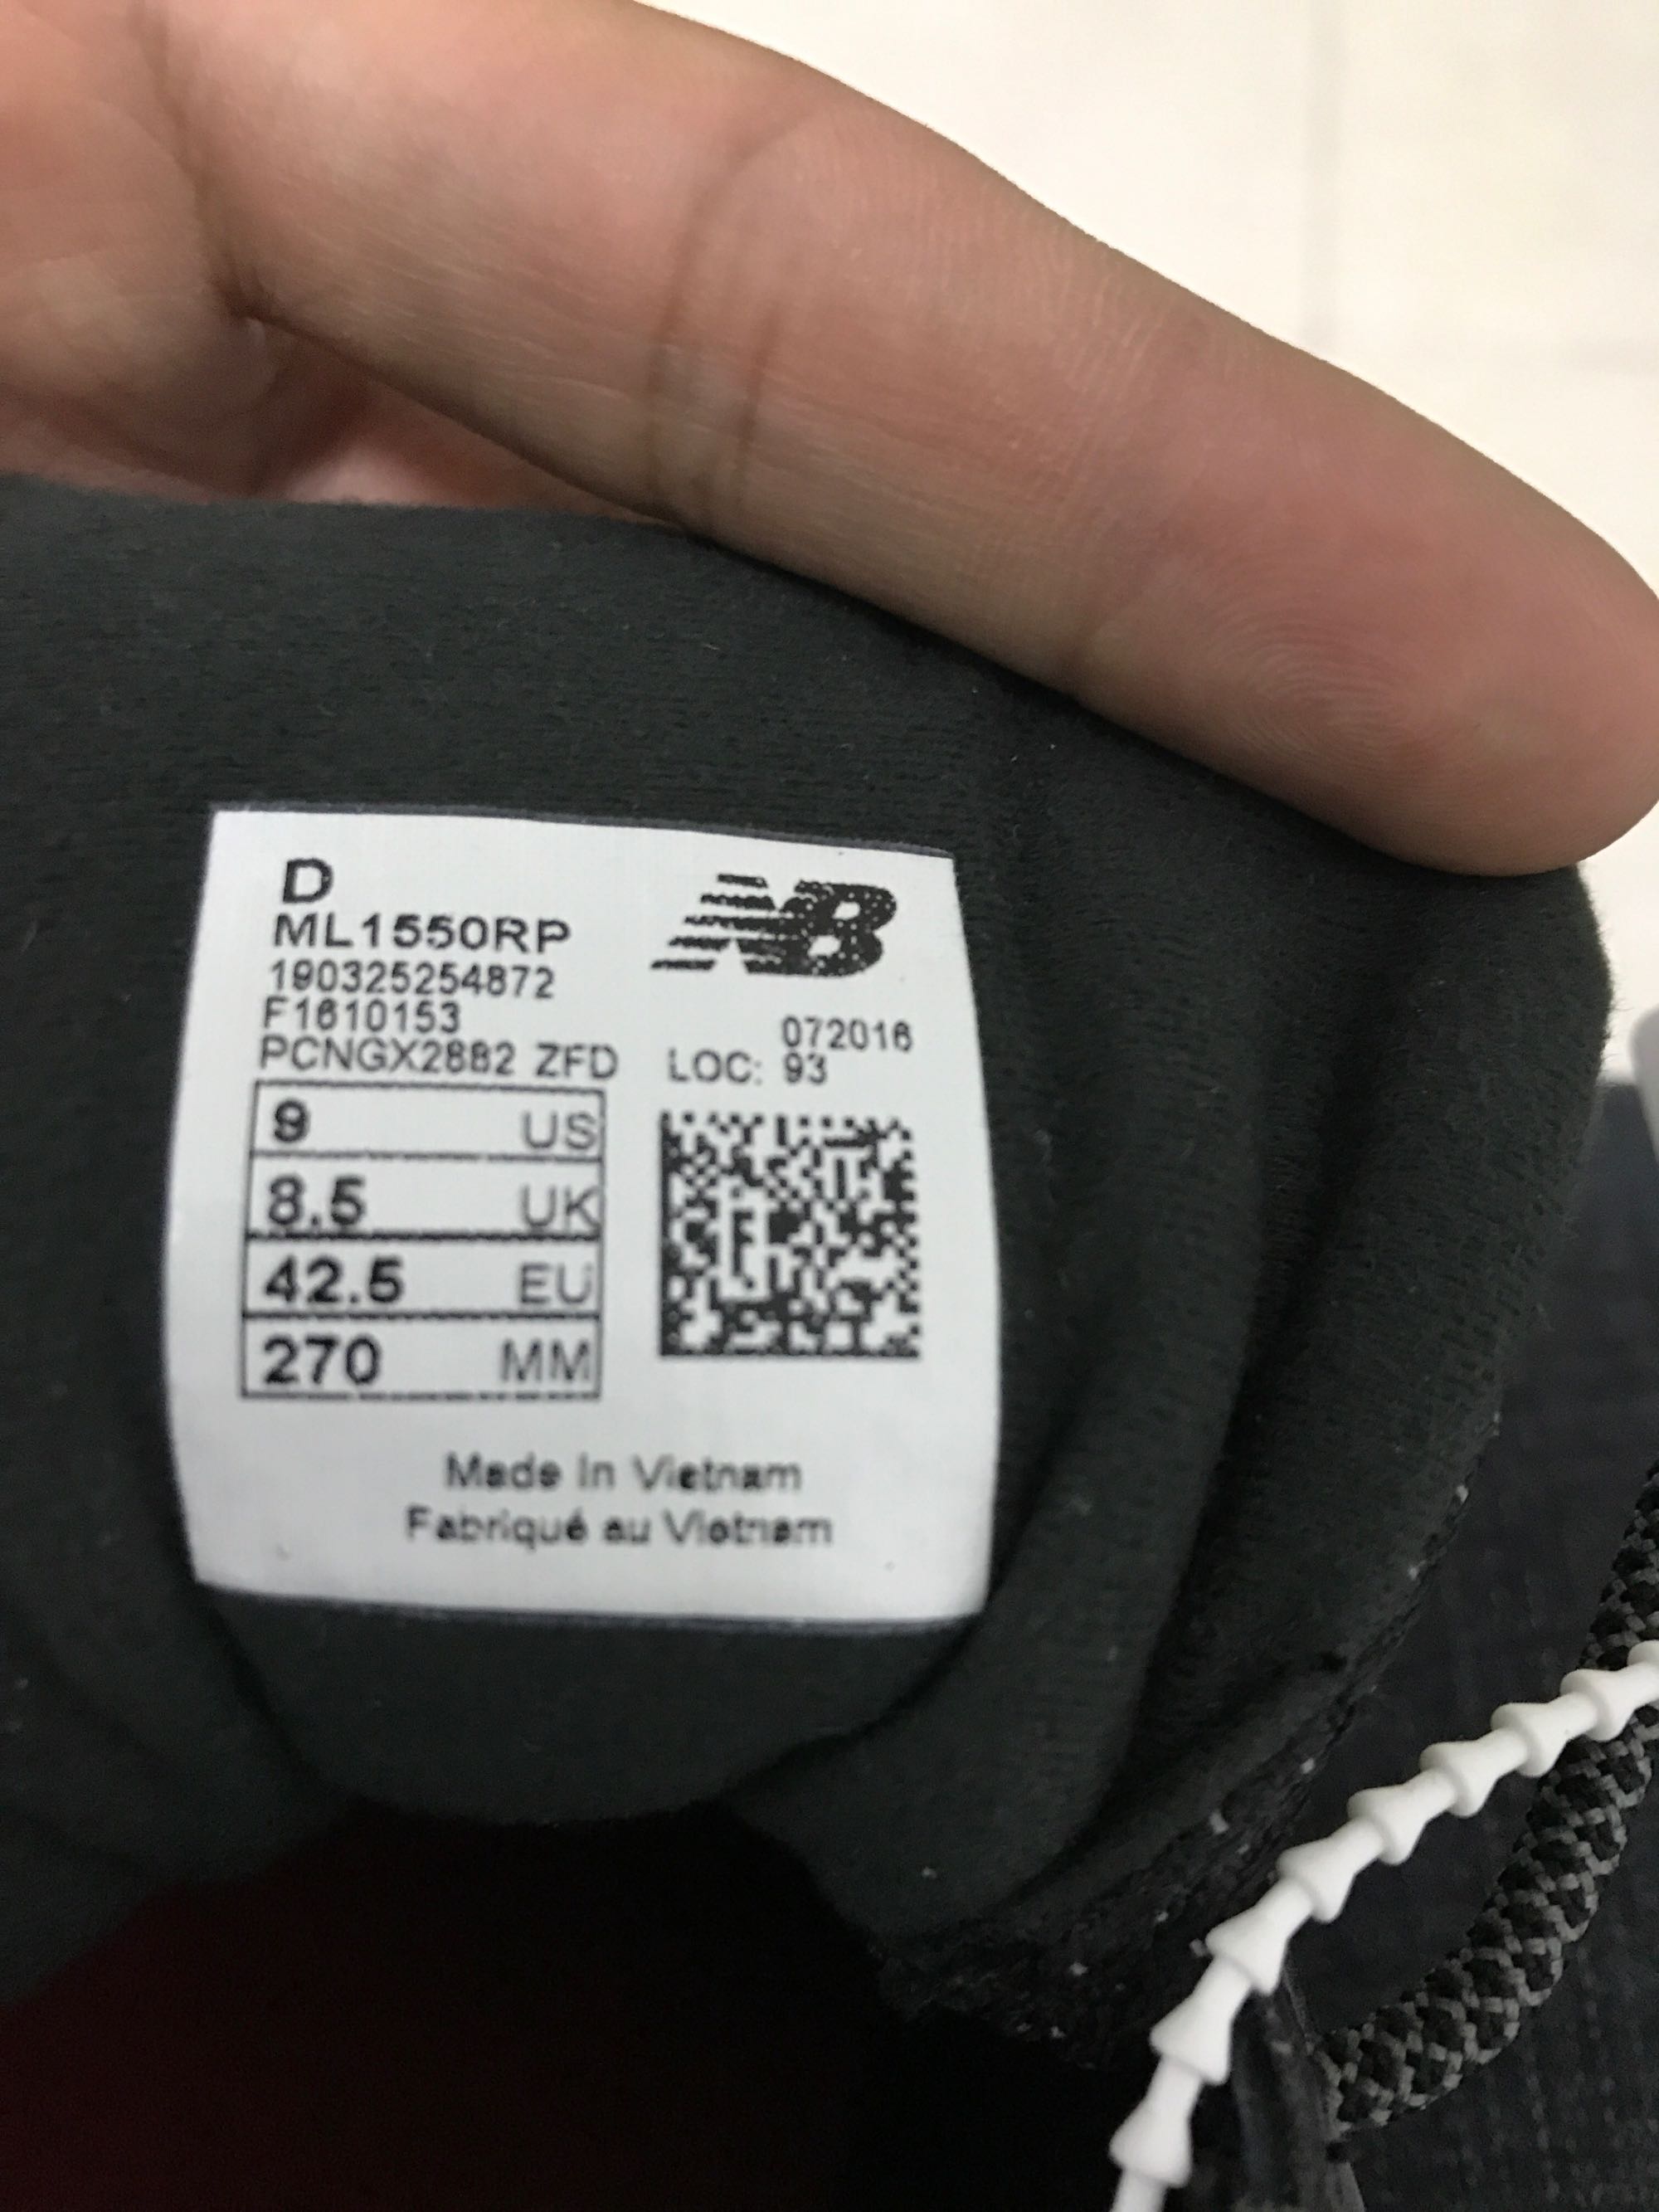 D
NB
ML1550RP
190325254872
F1610153
072016
PCNGX2882 ZFD
LOC: 93
9 US
8.5 UK
42.5 EU
270 MM
Made In Vietnam
Fabriqué au Vietnam